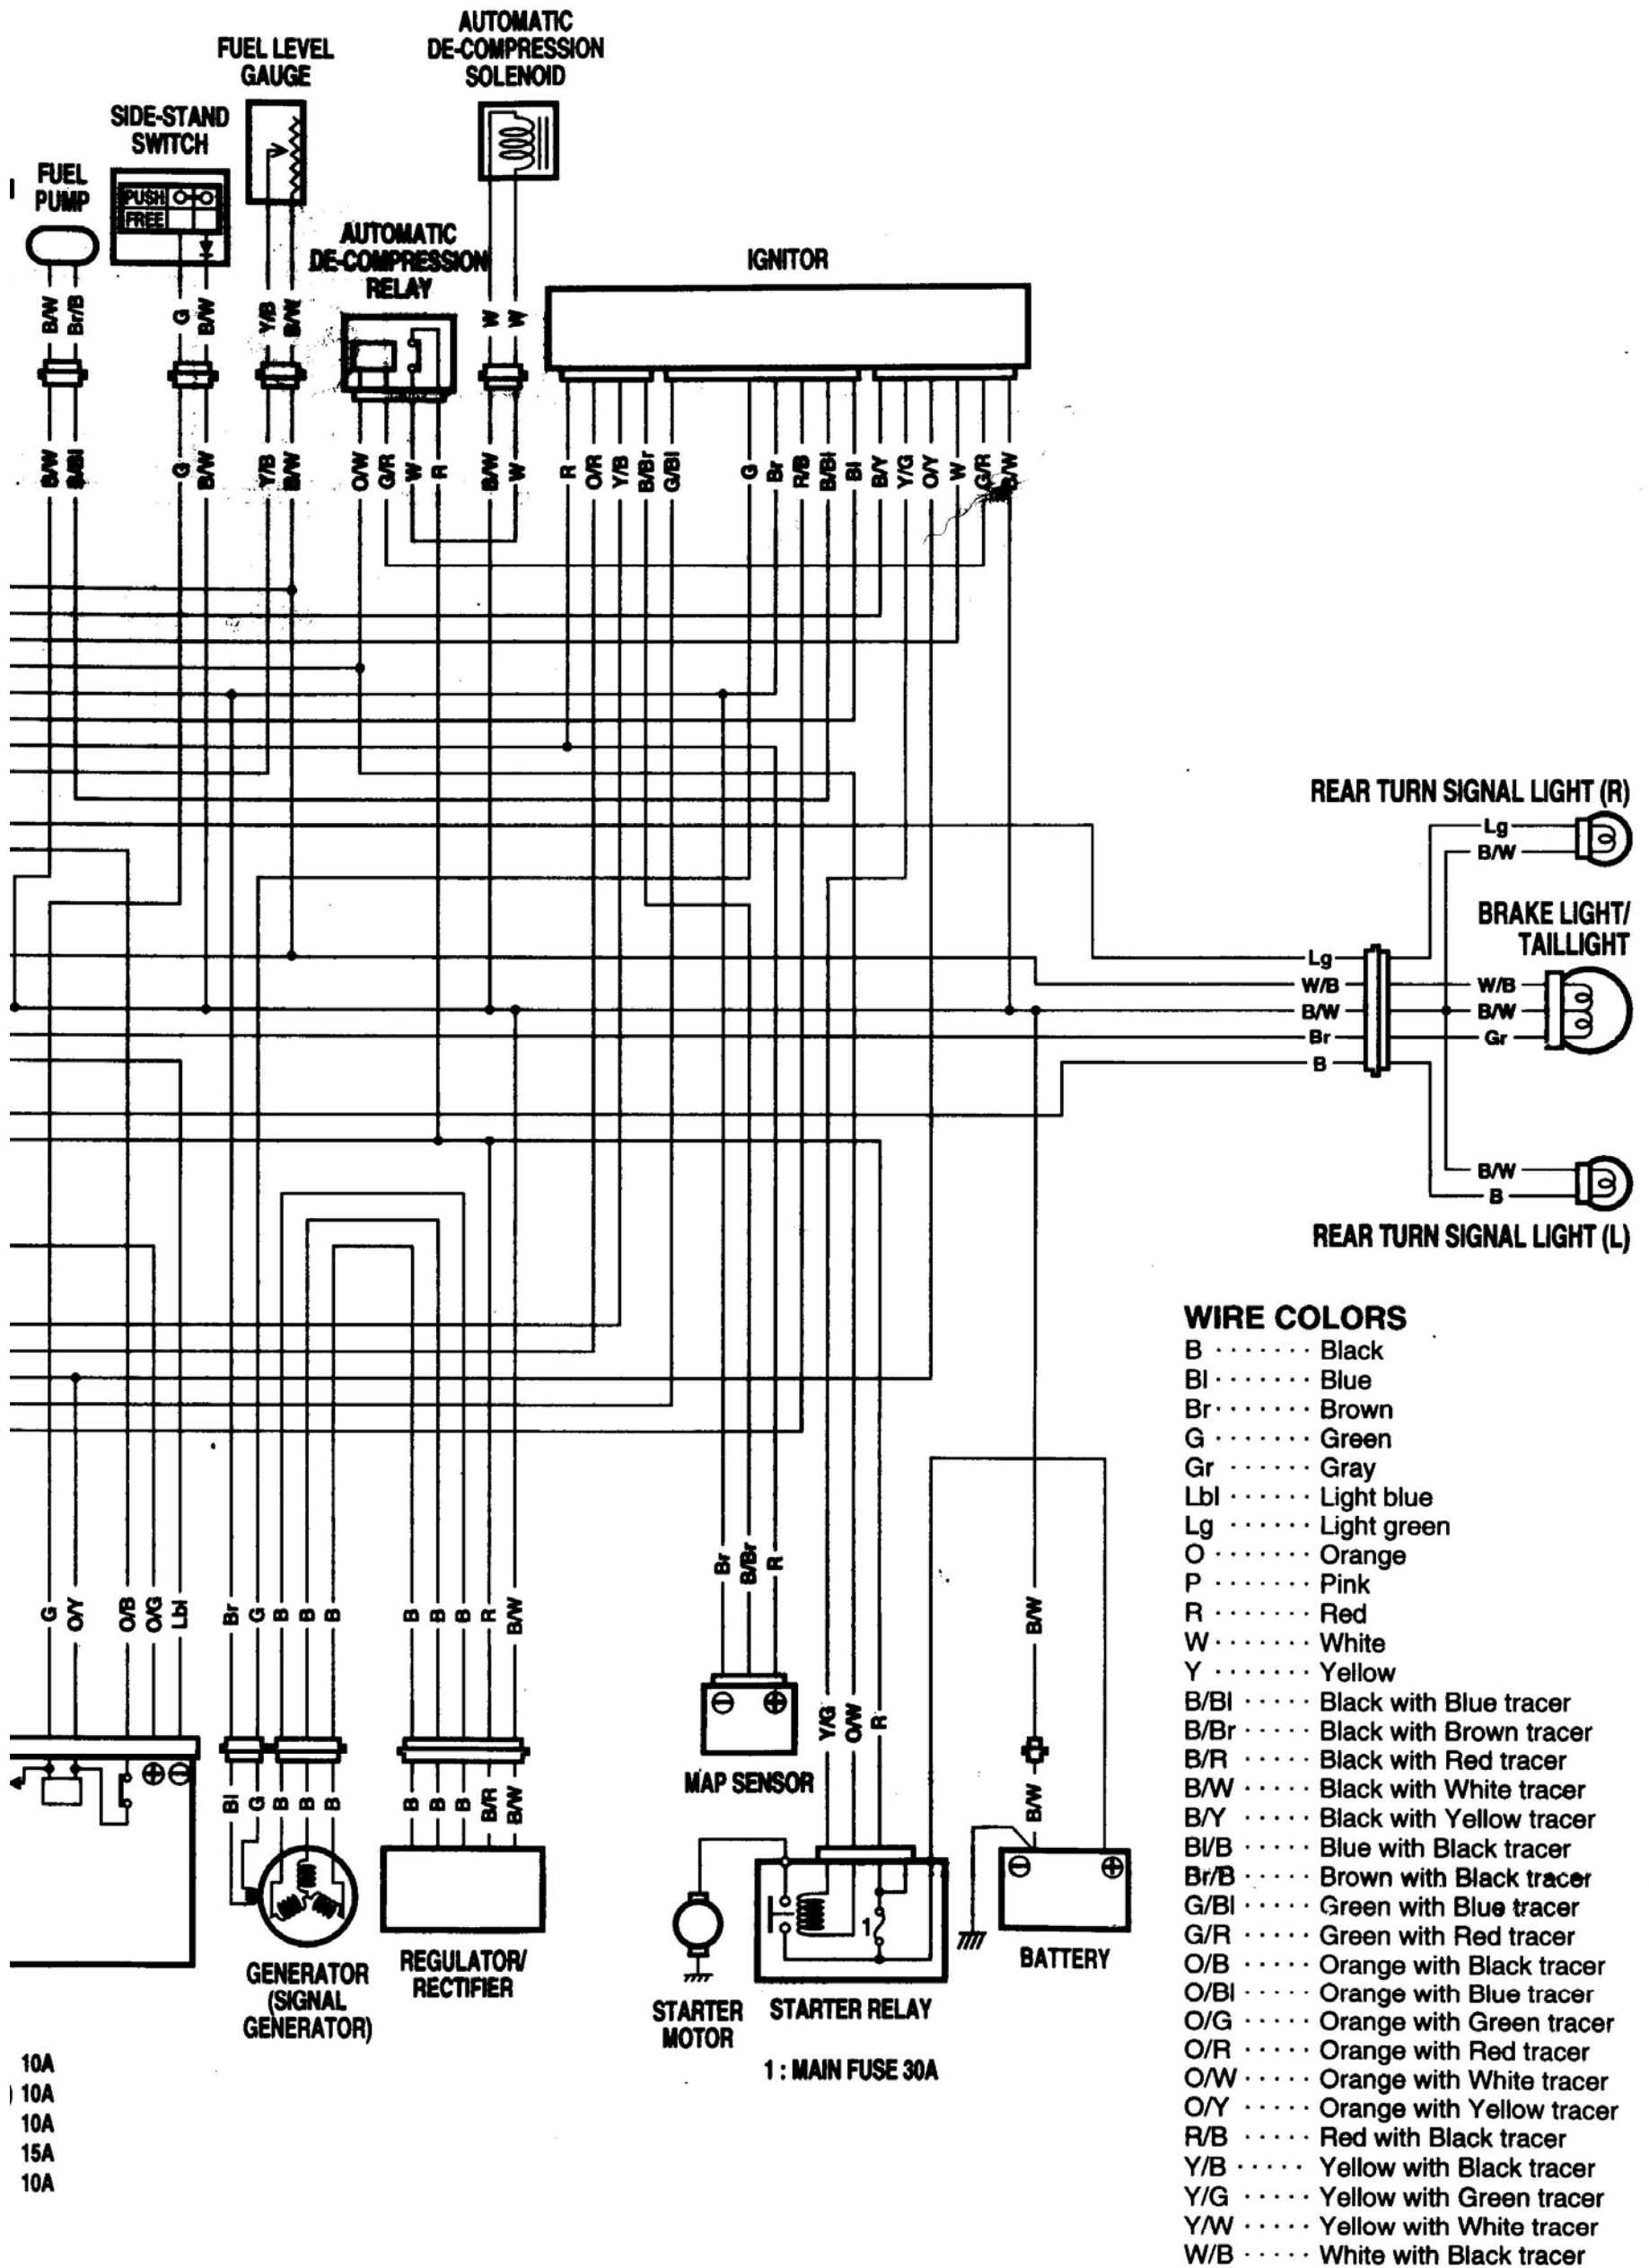 AUTOMATIC
DE-COMPRESSION
SOLENOID
FUEL LEVEL
GAUGE
SIDE-STAND
SWITCH
FUEL
PUMP
PUSH
FREE
AUTOMATIC
DE-COMPRESSION
RELAY
IGNITOR
B/W
Br/B
G
B/W
Y/B
B/W
W
W
B/W
B/Bl
G
B/W
Y/B
B/W
O/W
G/R
W
R
B/W
W
R
O/R
Y/B
B/Br
G/Bl
G
Br
R/B
B/Bl
Bl
B/Y
Y/G
O/Y
W
G/R
B/W
REAR TURN SIGNAL LIGHT (R)
Lg
B/W
BRAKE LIGHT/
TAILLIGHT
Lg
W/B
W/B
B/W
B/W
Br
Gr
B
B/W
B
REAR TURN SIGNAL LIGHT (L)
G
O/Y
O/B
O/G
Lbl
Br
G
B
B
B
B
B
B
R
B/W
Br
B/Br
R
B/W
Y/G
O/W
R
Bl
G
B
B
B
B
B
B
B/R
B/W
B/W
MAP SENSOR
1
GENERATOR
(SIGNAL
GENERATOR)
REGULATOR/
RECTIFIER
STARTER
MOTOR
STARTER RELAY
1 : MAIN FUSE 30A
BATTERY
10A
10A
10A
15A
10A
WIRE COLORS
B ······· Black
Bl ······· Blue
Br ······· Brown
G ······· Green
Gr ······ Gray
Lbl ······ Light blue
Lg ······ Light green
O ······· Orange
P ······· Pink
R ······· Red
W ······· White
Y ······· Yellow
B/Bl ····· Black with Blue tracer
B/Br ····· Black with Brown tracer
B/R ····· Black with Red tracer
B/W ····· Black with White tracer
B/Y ····· Black with Yellow tracer
Bl/B ····· Blue with Black tracer
Br/B ····· Brown with Black tracer
G/Bl ····· Green with Blue tracer
G/R ····· Green with Red tracer
O/B ····· Orange with Black tracer
O/Bl ····· Orange with Blue tracer
O/G ····· Orange with Green tracer
O/R ····· Orange with Red tracer
O/W ····· Orange with White tracer
O/Y ····· Orange with Yellow tracer
R/B ····· Red with Black tracer
Y/B ····· Yellow with Black tracer
Y/G ····· Yellow with Green tracer
Y/W ····· Yellow with White tracer
W/B ····· White with Black tracer